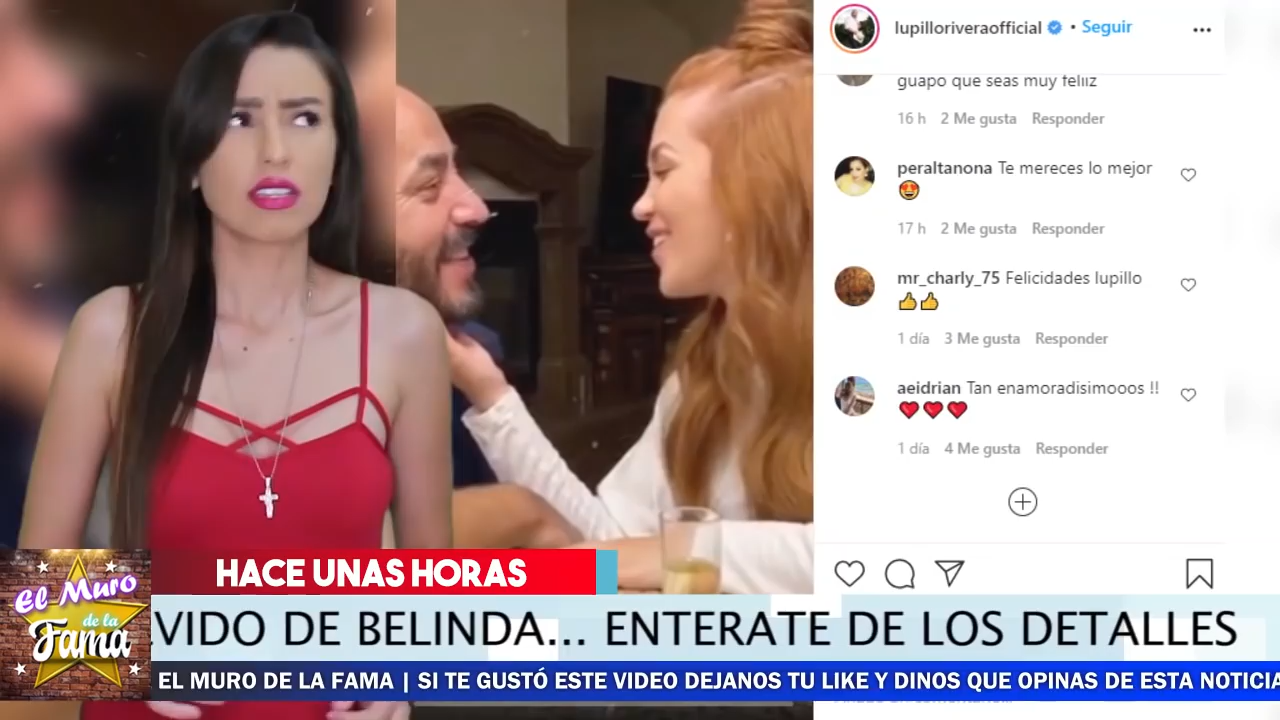 lupilloriveraofficial • Seguir
guapo que seas muy feliiz
16 h 2 Me gusta Responder
peraltanona Te mereces lo mejor
17 h 2 Me gusta Responder
mr_charly_75 Felicidades lupillo
1 día 3 Me gusta Responder
aeidrian Tan enamoradisimooos !!
1 día 4 Me gusta Responder
HACE UNAS HORAS
El Muro
de la
Fama
VIDO DE BELINDA... ENTERATE DE LOS DETALLES
EL MURO DE LA FAMA | SI TE GUSTÓ ESTE VIDEO DEJANOS TU LIKE Y DINOS QUE OPINAS DE ESTA NOTICIA